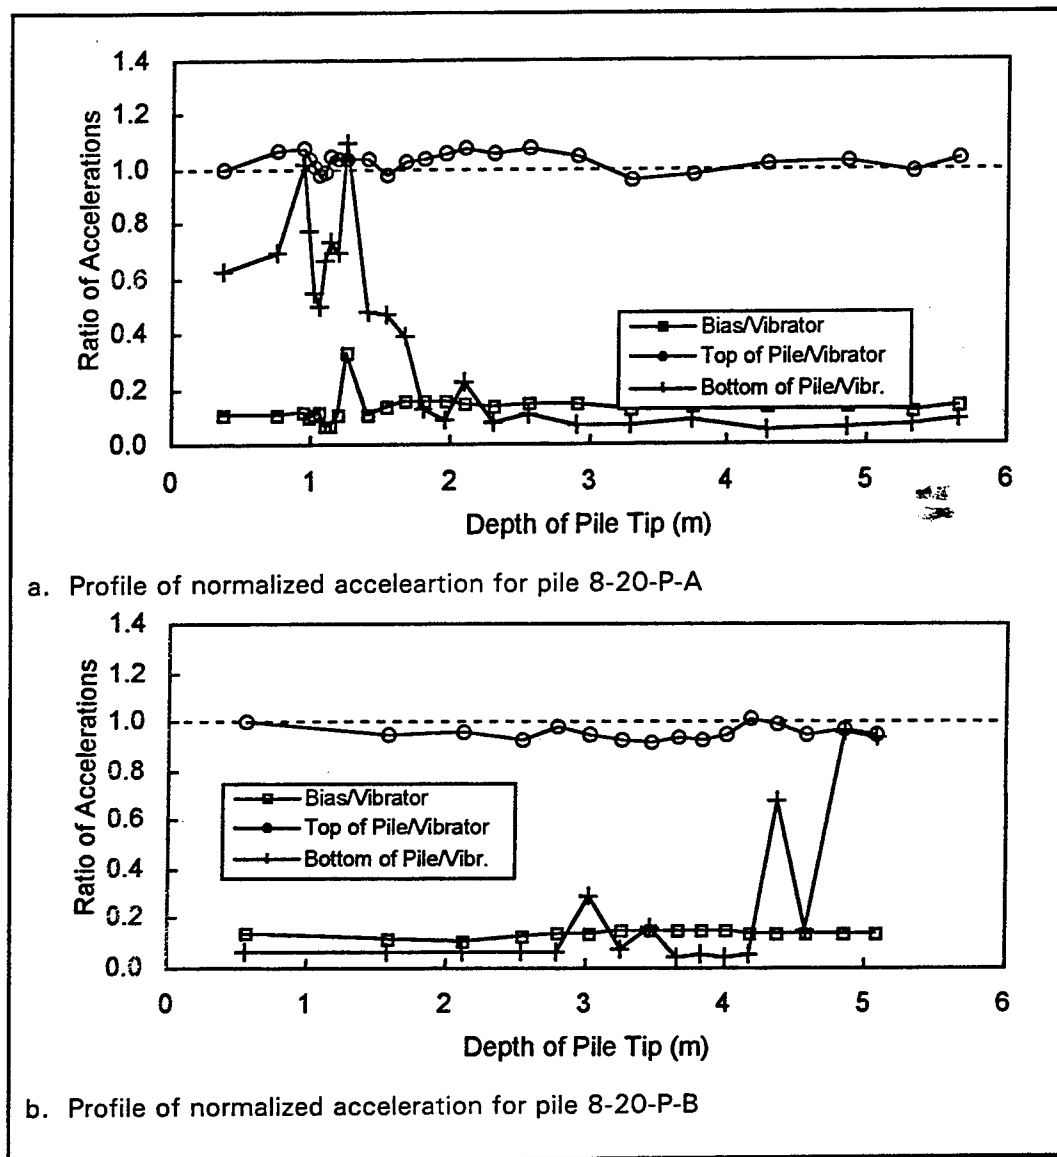 1.4
1.2
1.0
0.8
0.6
0.4
0.2
0.0
Ratio of Accelerations
Bias/Vibrator
Top of Pile/Vibrator
Bottom of Pile/Vibr.
0 1 2 3 4 5 6
Depth of Pile Tip (m)
a. Profile of normalized acceleartion for pile 8-20-P-A
1.4
1.2
1.0
0.8
0.6
0.4
0.2
0.0
Ratio of Accelerations
Bias/Vibrator
Top of Pile/Vibrator
Bottom of Pile/Vibr.
0 1 2 3 4 5 6
Depth of Pile Tip (m)
b. Profile of normalized acceleration for pile 8-20-P-B